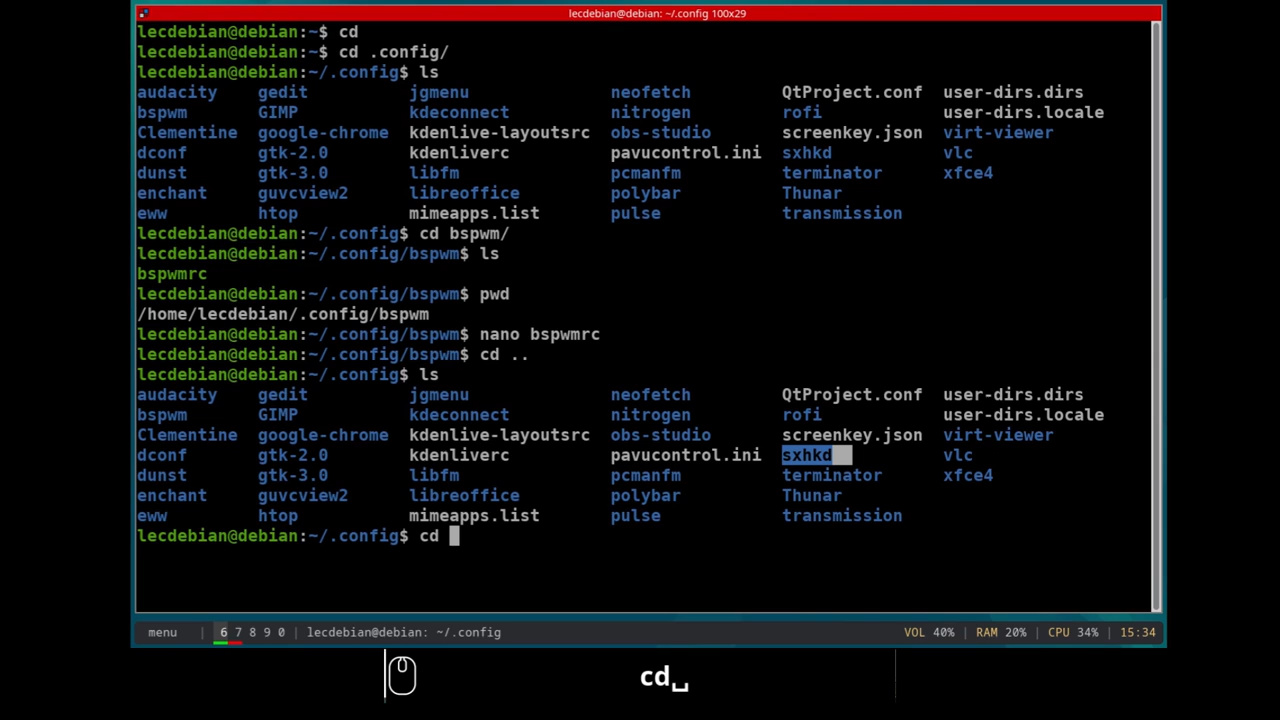 lecdebian@debian: ~/.config 100x29
lecdebian@debian:~$ cd
lecdebian@debian:~$ cd .config/
lecdebian@debian:~/.config$ ls
audacity gedit jgmenu neofetch QtProject.conf user-dirs.dirs
bspwm GIMP kdeconnect nitrogen rofi user-dirs.locale
Clementine google-chrome kdenlive-layoutsrc obs-studio screenkey.json virt-viewer
dconf gtk-2.0 kdenliverc pavucontrol.ini sxhkd vlc
dunst gtk-3.0 libfm pcmanfm terminator xfce4
enchant guvcview2 libreoffice polybar Thunar
eww htop mimeapps.list pulse transmission
lecdebian@debian:~/.config$ cd bspwm/
lecdebian@debian:~/.config/bspwm$ ls
bspwmrc
lecdebian@debian:~/.config/bspwm$ pwd
/home/lecdebian/.config/bspwm
lecdebian@debian:~/.config/bspwm$ nano bspwmrc
lecdebian@debian:~/.config/bspwm$ cd ..
lecdebian@debian:~/.config$ ls
audacity gedit jgmenu neofetch QtProject.conf user-dirs.dirs
bspwm GIMP kdeconnect nitrogen rofi user-dirs.locale
Clementine google-chrome kdenlive-layoutsrc obs-studio screenkey.json virt-viewer
dconf gtk-2.0 kdenliverc pavucontrol.ini sxhkd vlc
dunst gtk-3.0 libfm pcmanfm terminator xfce4
enchant guvcview2 libreoffice polybar Thunar
eww htop mimeapps.list pulse transmission
lecdebian@debian:~/.config$ cd
menu | 6 7 8 9 0 | lecdebian@debian: ~/.config VOL 40% | RAM 20% | CPU 34% | 15:34
cd␣